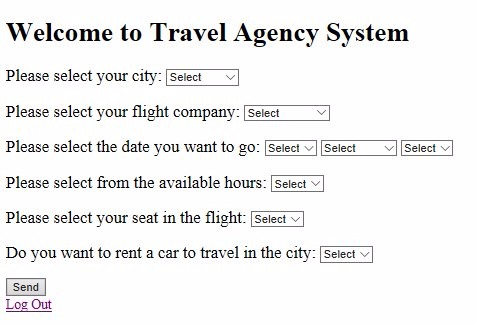 Welcome to Travel Agency System
Please select your city: Select
Please select your flight company: Select
Please select the date you want to go: Select Select Select
Please select from the available hours: Select
Please select your seat in the flight: Select
Do you want to rent a car to travel in the city: Select
Send
Log Out